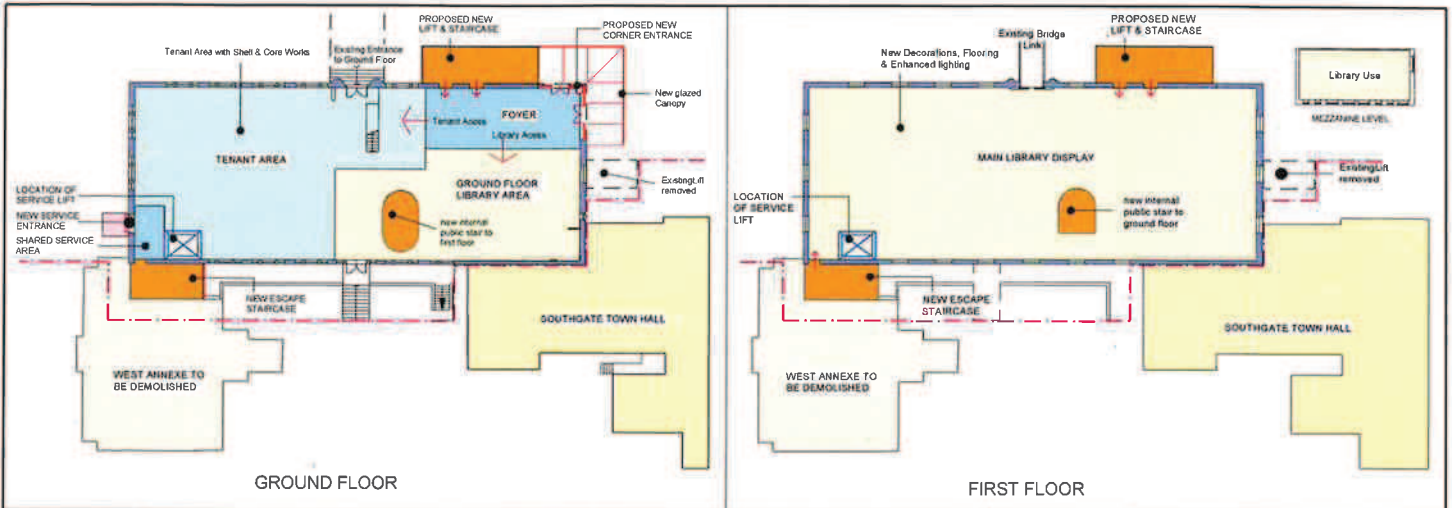 PROPOSED NEW
LIFT & STAIRCASE
PROPOSED NEW
CORNER ENTRANCE
Tenant Area with Shell & Core Works
Existing Entrance
to Ground Floor
New glazed
Canopy
FOYER
Tenant Acess
Library Acess
TENANT AREA
GROUND FLOOR
LIBRARY AREA
Existing Lift
removed
LOCATION OF
SERVICE LIFT
NEW SERVICE
ENTRANCE
SHARED SERVICE
AREA
new internal
public stair to
first floor
NEW ESCAPE
STAIRCASE
SOUTHGATE TOWN HALL
WEST ANNEXE TO
BE DEMOLISHED
GROUND FLOOR
PROPOSED NEW
LIFT & STAIRCASE
Existing Bridge
Link
New Decorations, Flooring
& Enhanced lighting
Library Use
MEZZANINE LEVEL
MAIN LIBRARY DISPLAY
Existing Lift
removed
LOCATION
OF SERVICE
LIFT
new internal
public stair to
ground floor
NEW ESCAPE
STAIRCASE
SOUTHGATE TOWN HALL
WEST ANNEXE TO
BE DEMOLISHED
FIRST FLOOR